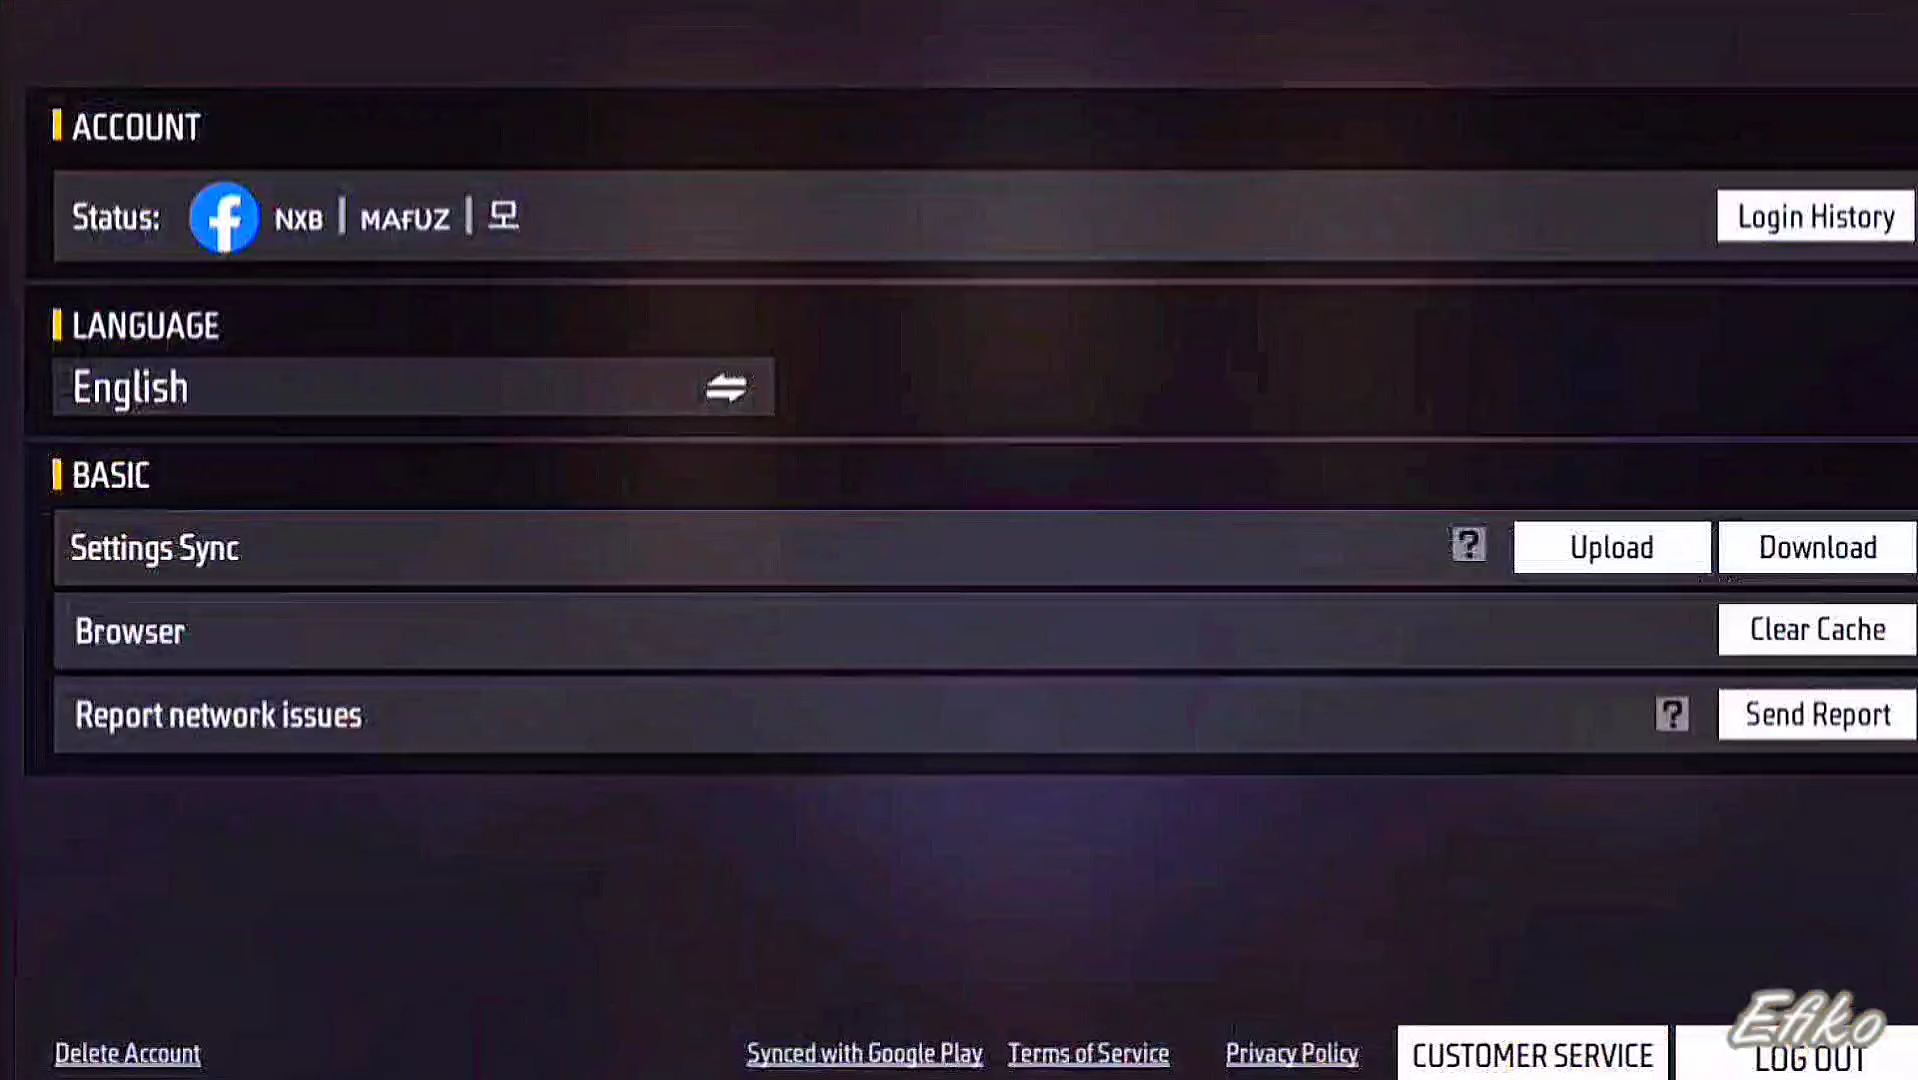 ACCOUNT
Status: NXB | MAFUZ | 모
Login History
LANGUAGE
English
BASIC
Settings Sync
? Upload Download
Browser
Clear Cache
Report network issues
? Send Report
Delete Account
Synced with Google Play
Terms of Service
Privacy Policy
CUSTOMER SERVICE
LOG OUT
Efiko